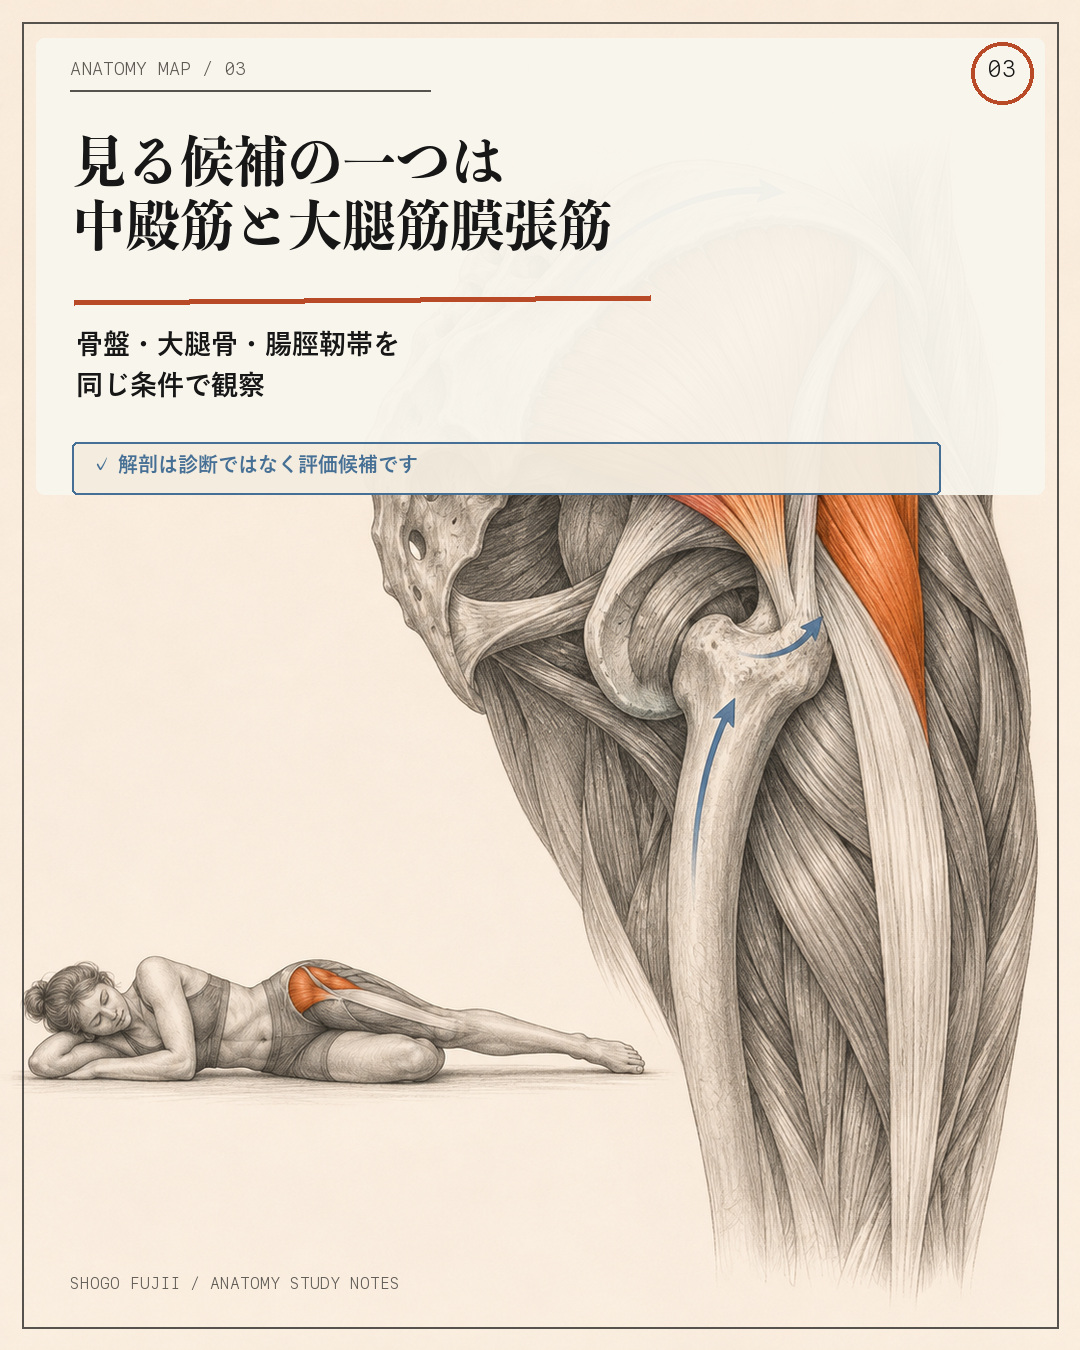 ANATOMY MAP / 03
03
見る候補の一つは
中殿筋と大腿筋膜張筋
骨盤・大腿骨・腸脛靭帯を
同じ条件で観察
✓ 解剖は診断ではなく評価候補です
SHOGO FUJII / ANATOMY STUDY NOTES